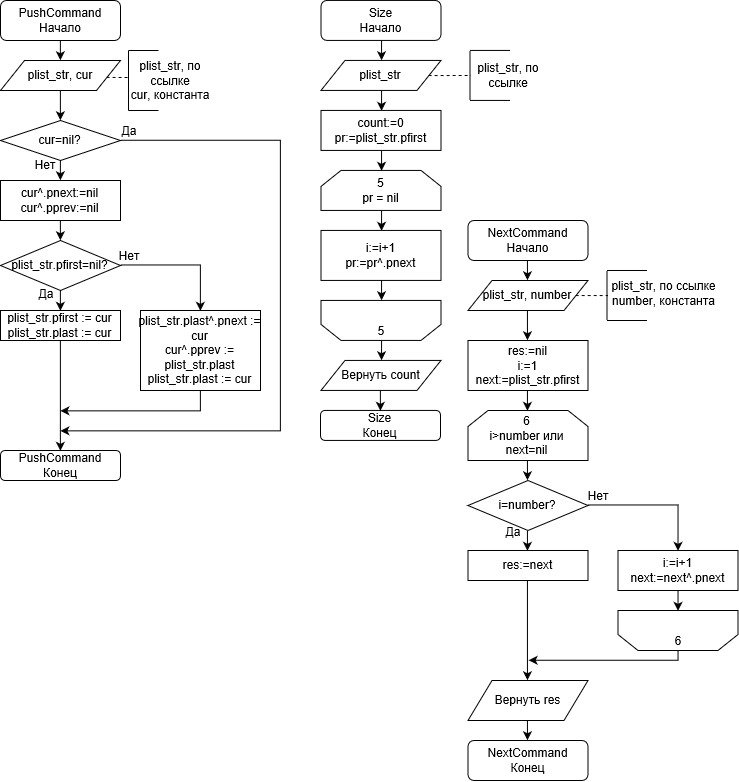 PushCommand
Начало
plist_str, cur
plist_str, по
ссылке
cur, константа
cur=nil?
Да
Нет
cur^.pnext:=nil
cur^.pprev:=nil
plist_str.pfirst=nil?
Нет
Да
plist_str.pfirst := cur
plist_str.plast := cur
plist_str.plast^.pnext :=
cur
cur^.pprev :=
plist_str.plast
plist_str.plast := cur
PushCommand
Конец
Size
Начало
plist_str
plist_str, по
ссылке
count:=0
pr:=plist_str.pfirst
5
pr = nil
i:=i+1
pr:=pr^.pnext
5
Вернуть count
Size
Конец
NextCommand
Начало
plist_str, number
plist_str, по ссылке
number, константа
res:=nil
i:=1
next:=plist_str.pfirst
6
i>number или
next=nil
i=number?
Нет
Да
res:=next
i:=i+1
next:=next^.pnext
6
Вернуть res
NextCommand
Конец